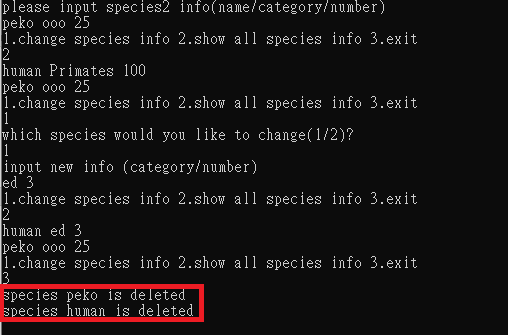 please input species2 info(name/category/number)
peko ooo 25
1.change species info 2.show all species info 3.exit
2
human Primates 100
peko ooo 25
1.change species info 2.show all species info 3.exit
1
which species would you like to change(1/2)?
1
input new info (category/number)
ed 3
1.change species info 2.show all species info 3.exit
2
human ed 3
peko ooo 25
1.change species info 2.show all species info 3.exit
3
species peko is deleted
species human is deleted